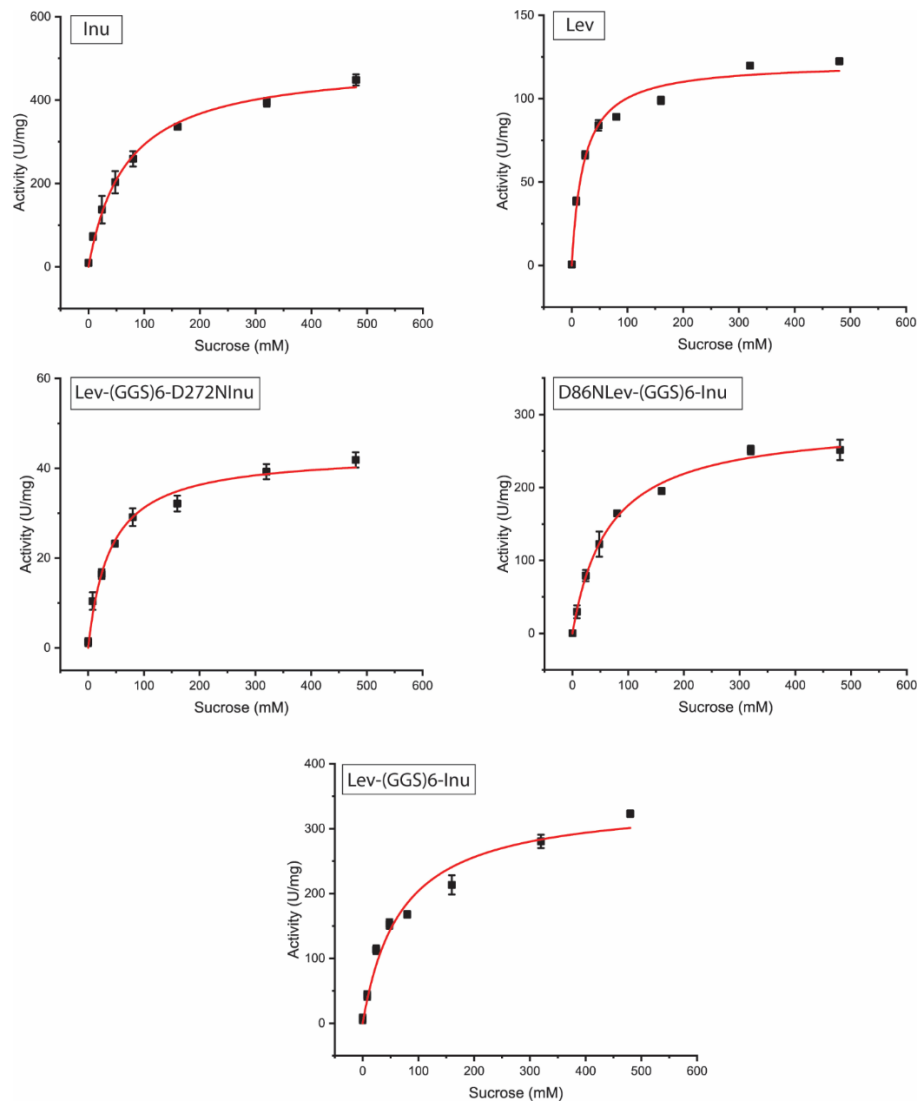 Inu
600
400
200
0
Activity (U/mg)
0 100 200 300 400 500 600
Sucrose (mM)
Lev
150
100
50
0
Activity (U/mg)
0 100 200 300 400 500 600
Sucrose (mM)
Lev-(GGS)6-D272NInu
60
40
20
0
Activity (U/mg)
0 100 200 300 400 500 600
Sucrose (mM)
D86NLev-(GGS)6-Inu
300
200
100
0
Activity (U/mg)
0 100 200 300 400 500 600
Sucrose (mM)
Lev-(GGS)6-Inu
400
300
200
100
0
Activity (U/mg)
0 100 200 300 400 500 600
Sucrose (mM)